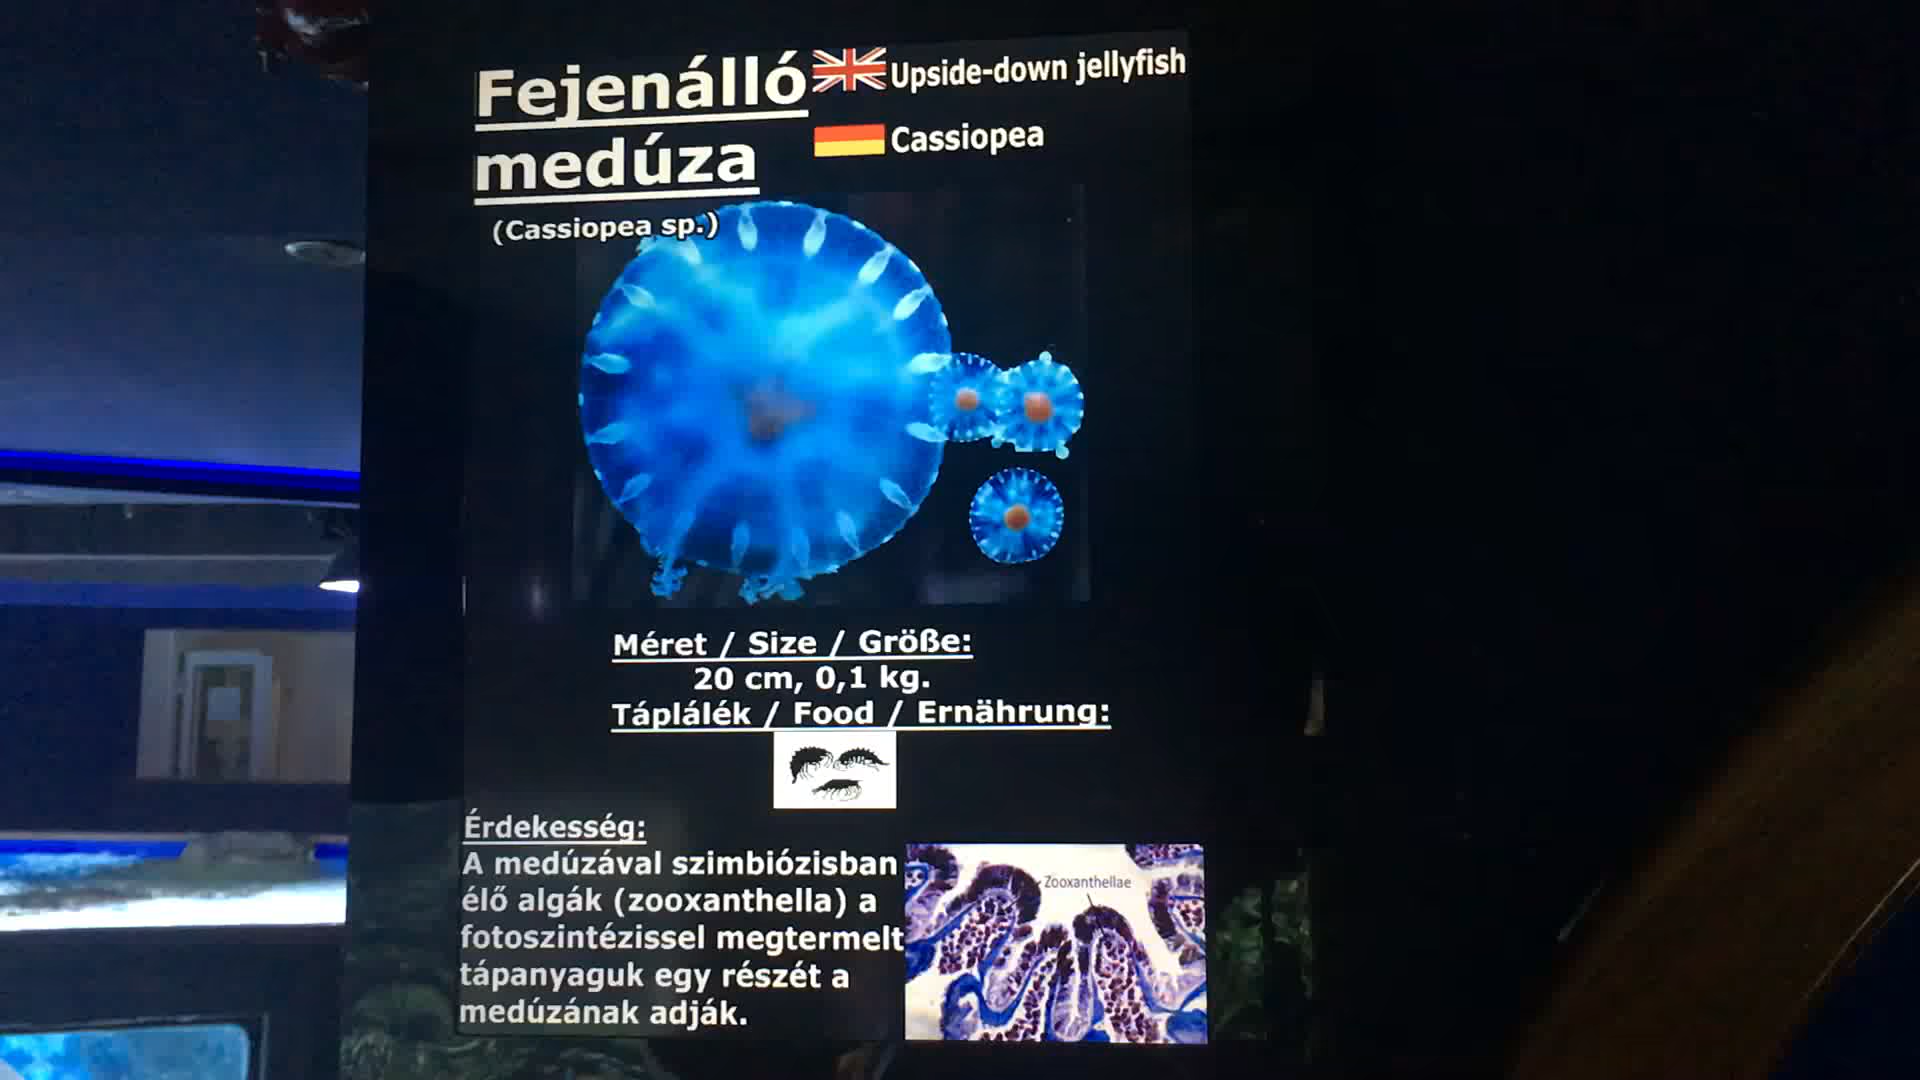 Fejenálló
medúza
(Cassiopea sp.)
Upside-down jellyfish
Cassiopea
Méret / Size / Größe:
20 cm, 0,1 kg.
Táplálék / Food / Ernährung:
Érdekesség:
A medúzával szimbiózisban
élő algák (zooxanthella) a
fotoszintézissel megtermelt
tápanyaguk egy részét a
medúzának adják.
Zooxanthellae